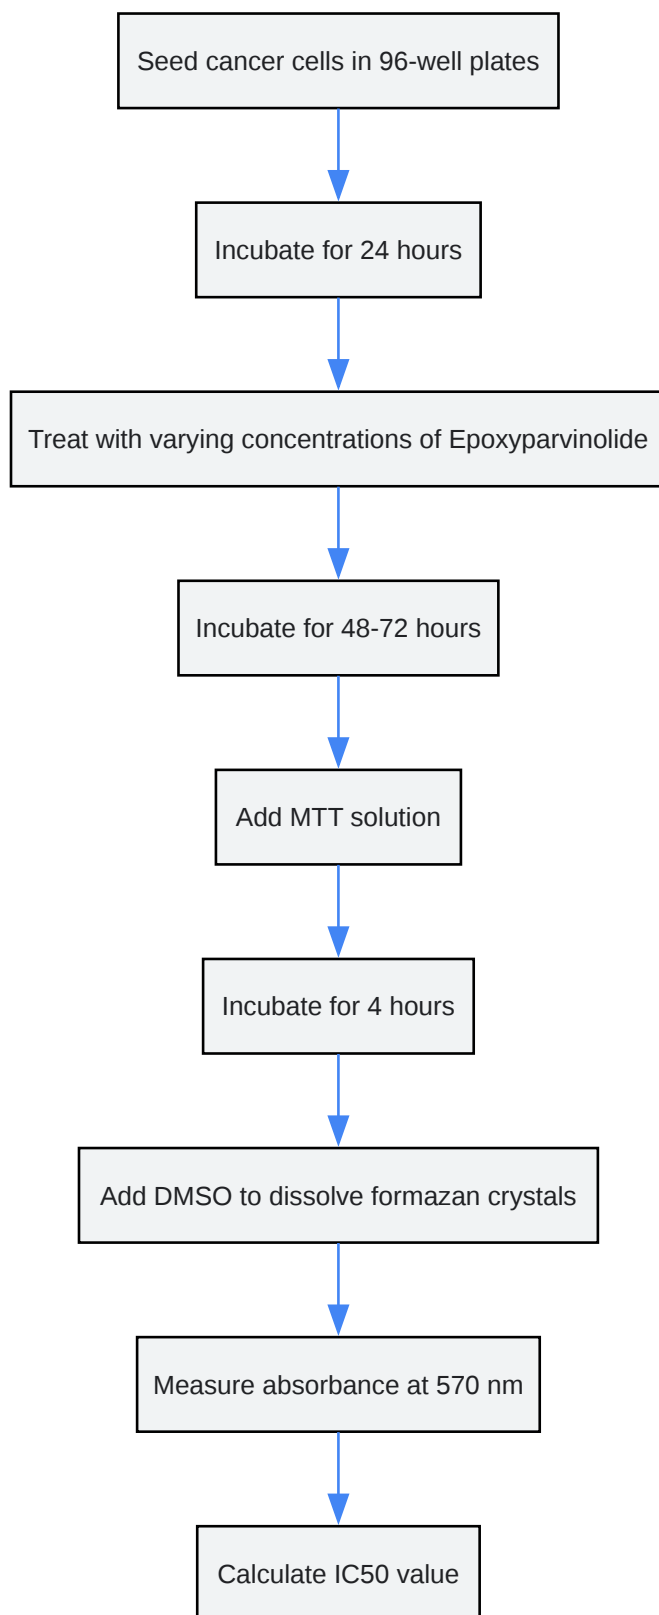 Seed cancer cells in 96-well plates
Incubate for 24 hours
Treat with varying concentrations of Epoxyparvinolide
Incubate for 48-72 hours
Add MTT solution
Incubate for 4 hours
Add DMSO to dissolve formazan crystals
Measure absorbance at 570 nm
Calculate IC50 value